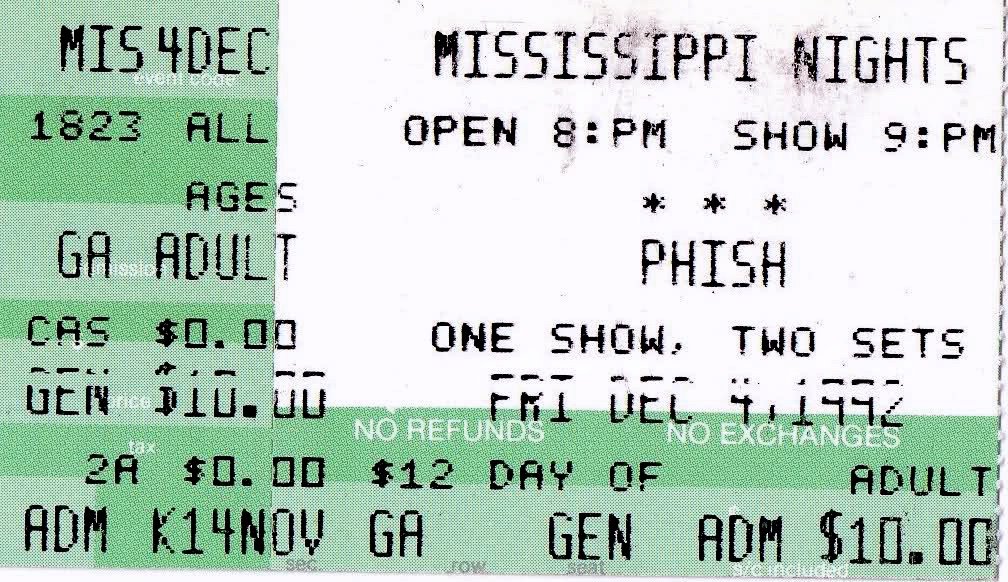 MIS4DEC MISSISSIPPI NIGHTS
event code
1823 ALL OPEN 8:PM SHOW 9:PM
AGES * * *
GA ADULT PHISH
CAS $0.00 ONE SHOW, TWO SETS
GEN $10.00 FRI DEC 4,1992
NO REFUNDS NO EXCHANGES
tax
2A $0.00 $12 DAY OF ADULT
ADM K14NOV GA GEN ADM $10.00
sec. row seat s/c included